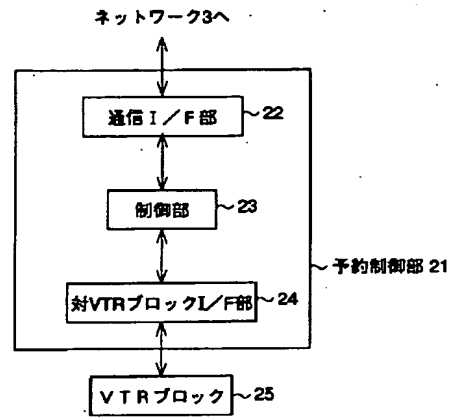 ネットワーク3へ
通信I/F部 ～22
制御部 ～23
予約制御部 21
対VTRブロックI/F部 ～24
VTRブロック ～25